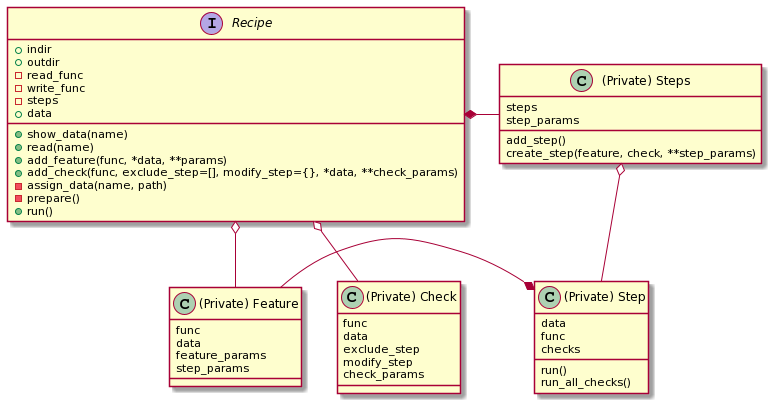 I Recipe
indir
outdir
read_func
write_func
steps
data
show_data(name)
read(name)
add_feature(func, *data, **params)
add_check(func, exclude_step=[], modify_step={}, *data, **check_params)
assign_data(name, path)
prepare()
run()
C (Private) Steps
steps
step_params
add_step()
create_step(feature, check, **step_params)
C (Private) Feature
func
data
feature_params
step_params
C (Private) Check
func
data
exclude_step
modify_step
check_params
C (Private) Step
data
func
checks
run()
run_all_checks()